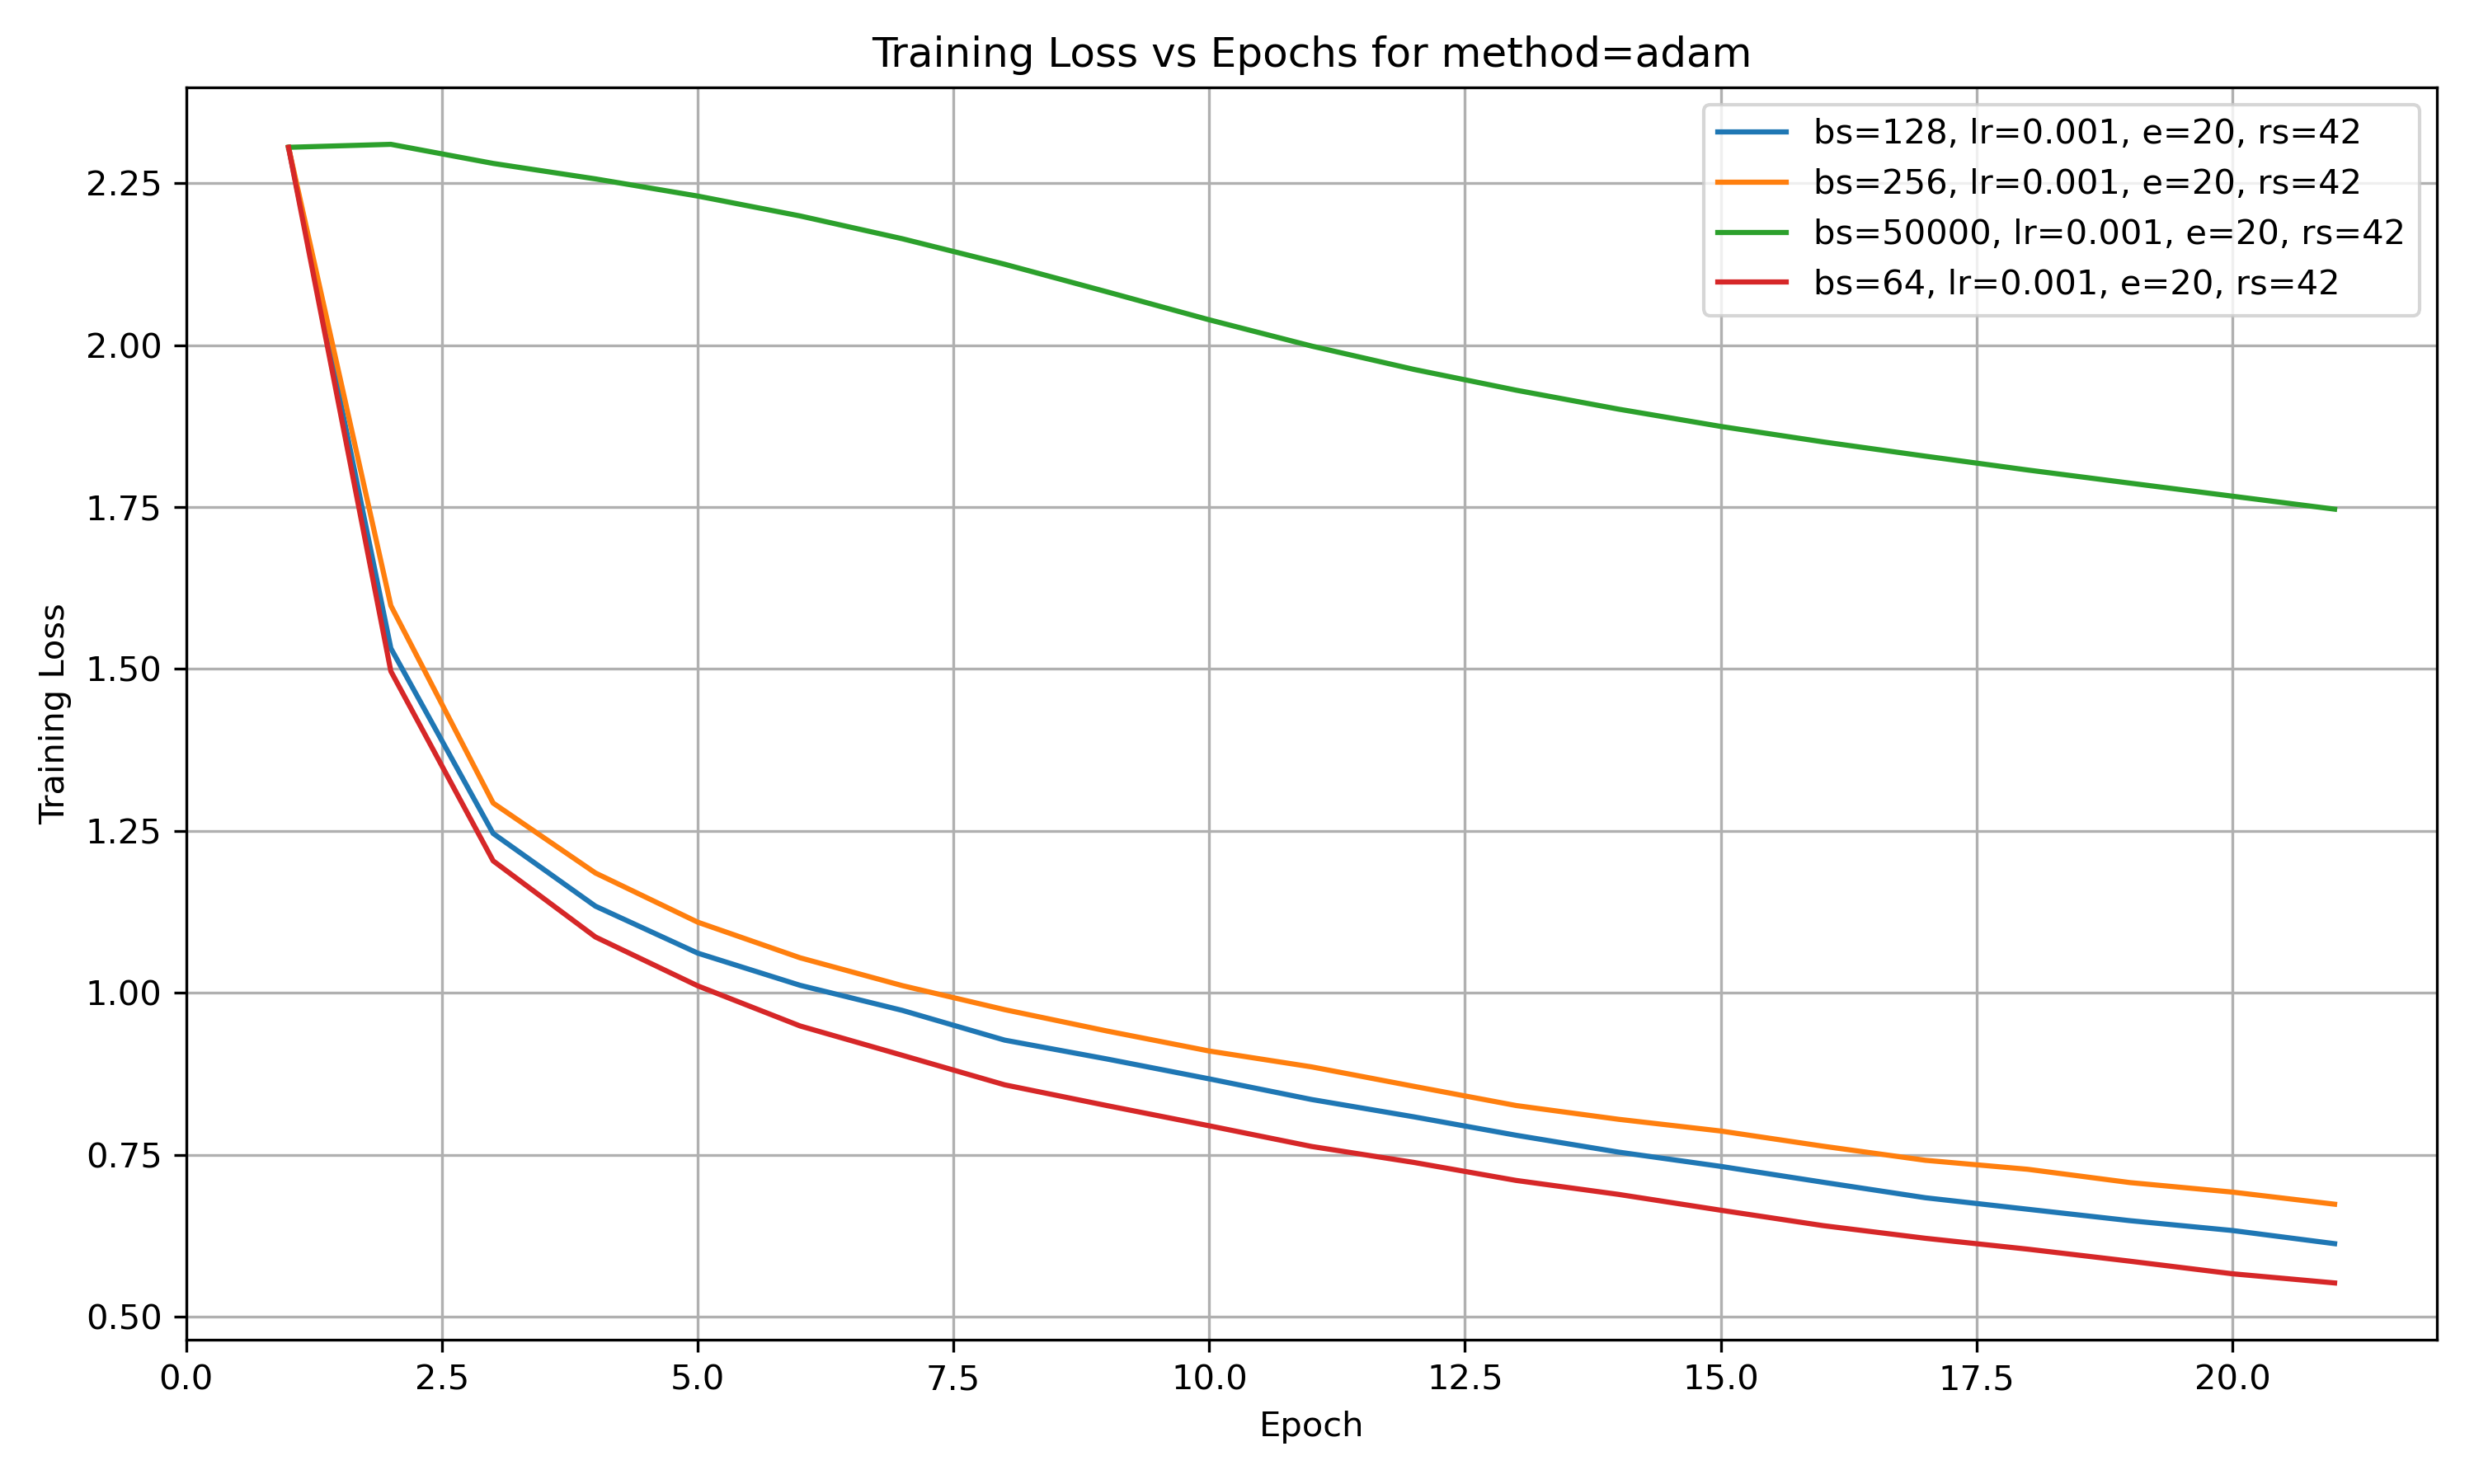 Training Loss vs Epochs for method=adam
bs=128, lr=0.001, e=20, rs=42
bs=256, lr=0.001, e=20, rs=42
bs=50000, lr=0.001, e=20, rs=42
bs=64, lr=0.001, e=20, rs=42
Training Loss
2.25
2.00
1.75
1.50
1.25
1.00
0.75
0.50
0.0 2.5 5.0 7.5 10.0 12.5 15.0 17.5 20.0
Epoch